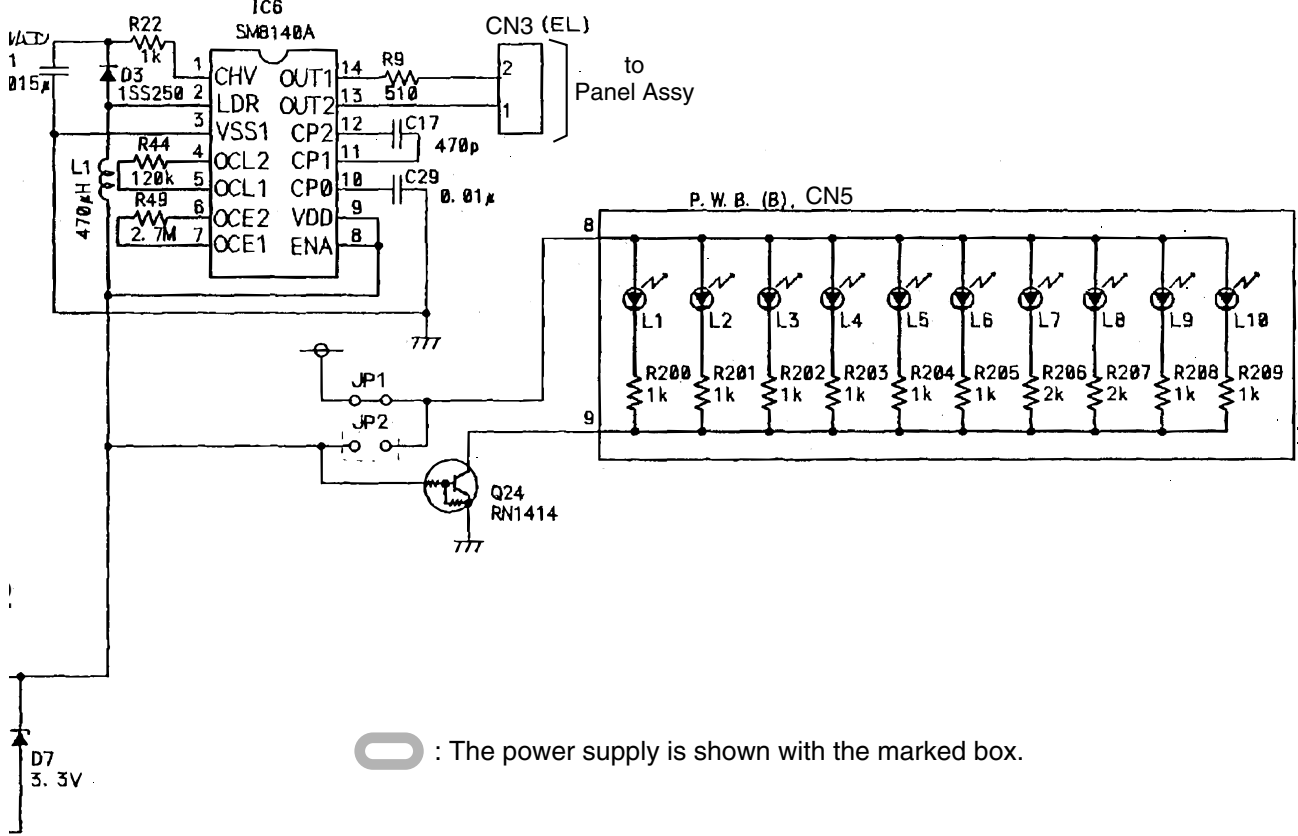 IC6
SM8140A
CN3 (EL)
R22
1k
R9
510
to
Panel Assy
D3
1SS250
015μ
1 CHV OUT1 14
2 LDR OUT2 13
3 VSS1 CP2 12
4 OCL2 CP1 11
5 OCL1 CP0 10
6 OCE2 VDD 9
7 OCE1 ENA 8
2
1
C17
470p
C29
0.01μ
R44
120k
R49
2.7M
L1
470μH
P.W.B. (B), CN5
8
9
L1 L2 L3 L4 L5 L6 L7 L8 L9 L10
R200 R201 R202 R203 R204 R205 R206 R207 R208 R209
1k 1k 1k 1k 1k 1k 2k 2k 1k 1k
JP1
JP2
Q24
RN1414
D7
3.3V
: The power supply is shown with the marked box.